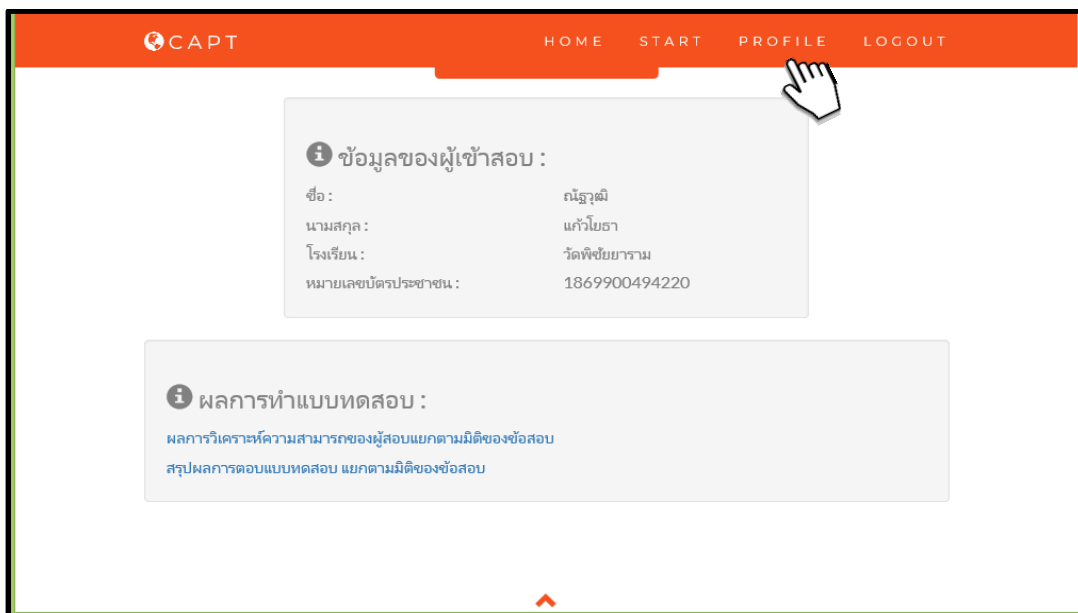 CAPT HOME START PROFILE LOGOUT
ข้อมูลของผู้เข้าสอบ :
ชื่อ : ณัฐวุฒิ
นามสกุล : แก้วโยธา
โรงเรียน : วัดพิชัยยาราม
หมายเลขบัตรประชาชน : 1869900494220
ผลการทำแบบทดสอบ :
ผลการวิเคราะห์ความสามารถของผู้สอบแยกตามมิติของข้อสอบ
สรุปผลการตอบแบบทดสอบ แยกตามมิติของข้อสอบ